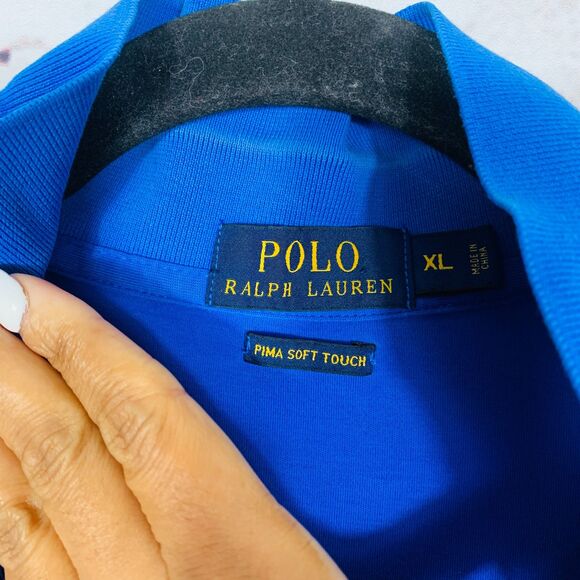 POLO
RALPH LAUREN
XL
MADE IN
CHINA
PIMA SOFT TOUCH